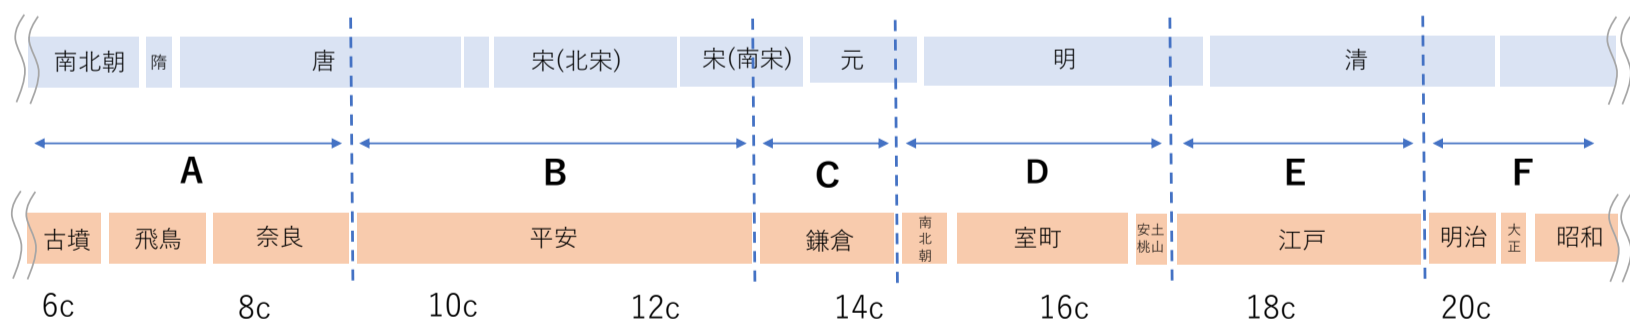 南北朝 隋 唐 宋(北宋) 宋(南宋) 元 明 清
A B C D E F
古墳 飛鳥 奈良 平安 鎌倉 南北朝 室町 安土桃山 江戸 明治 大正 昭和
6c 8c 10c 12c 14c 16c 18c 20c